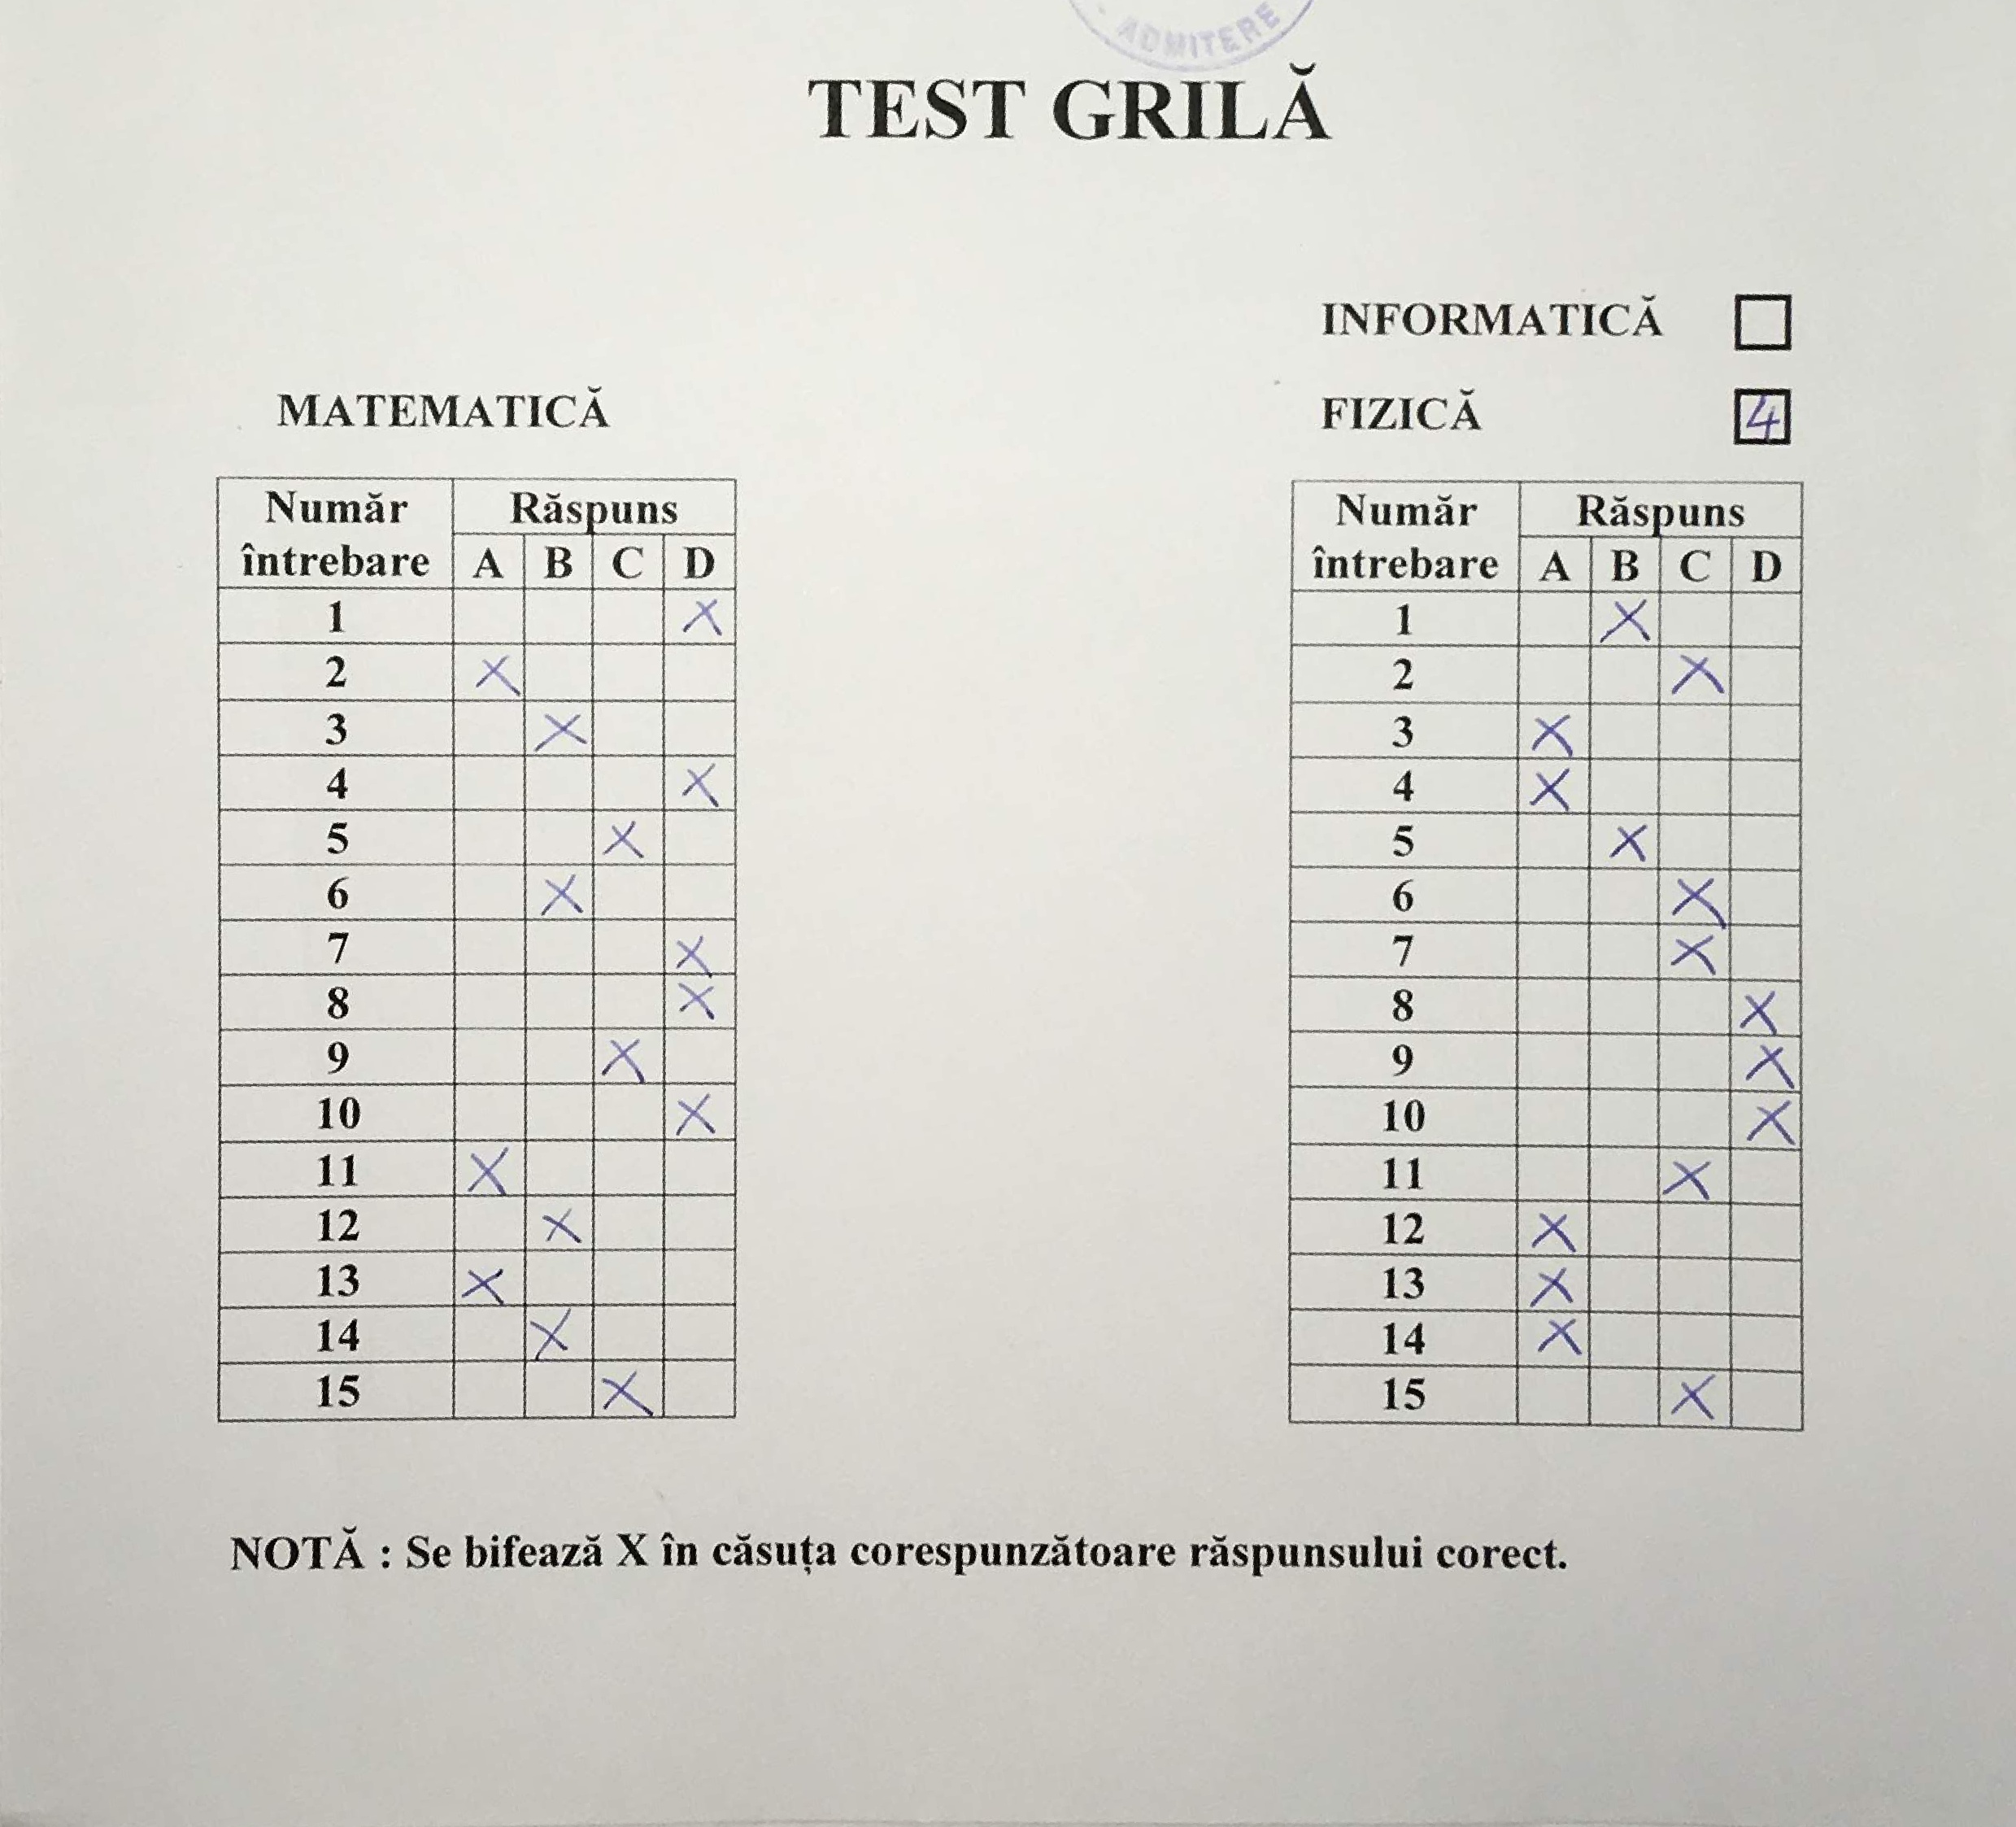 ADMITERE
TEST GRILĂ
INFORMATICĂ
FIZICĂ 4
MATEMATICĂ
Număr întrebare Răspuns
A B C D
1 X
2 X
3 X
4 X
5 X
6 X
7 X
8 X
9 X
10 X
11 X
12 X
13 X
14 X
15 X
Număr întrebare Răspuns
A B C D
1 X
2 X
3 X
4 X
5 X
6 X
7 X
8 X
9 X
10 X
11 X
12 X
13 X
14 X
15 X
NOTĂ : Se bifează X în căsuța corespunzătoare răspunsului corect.